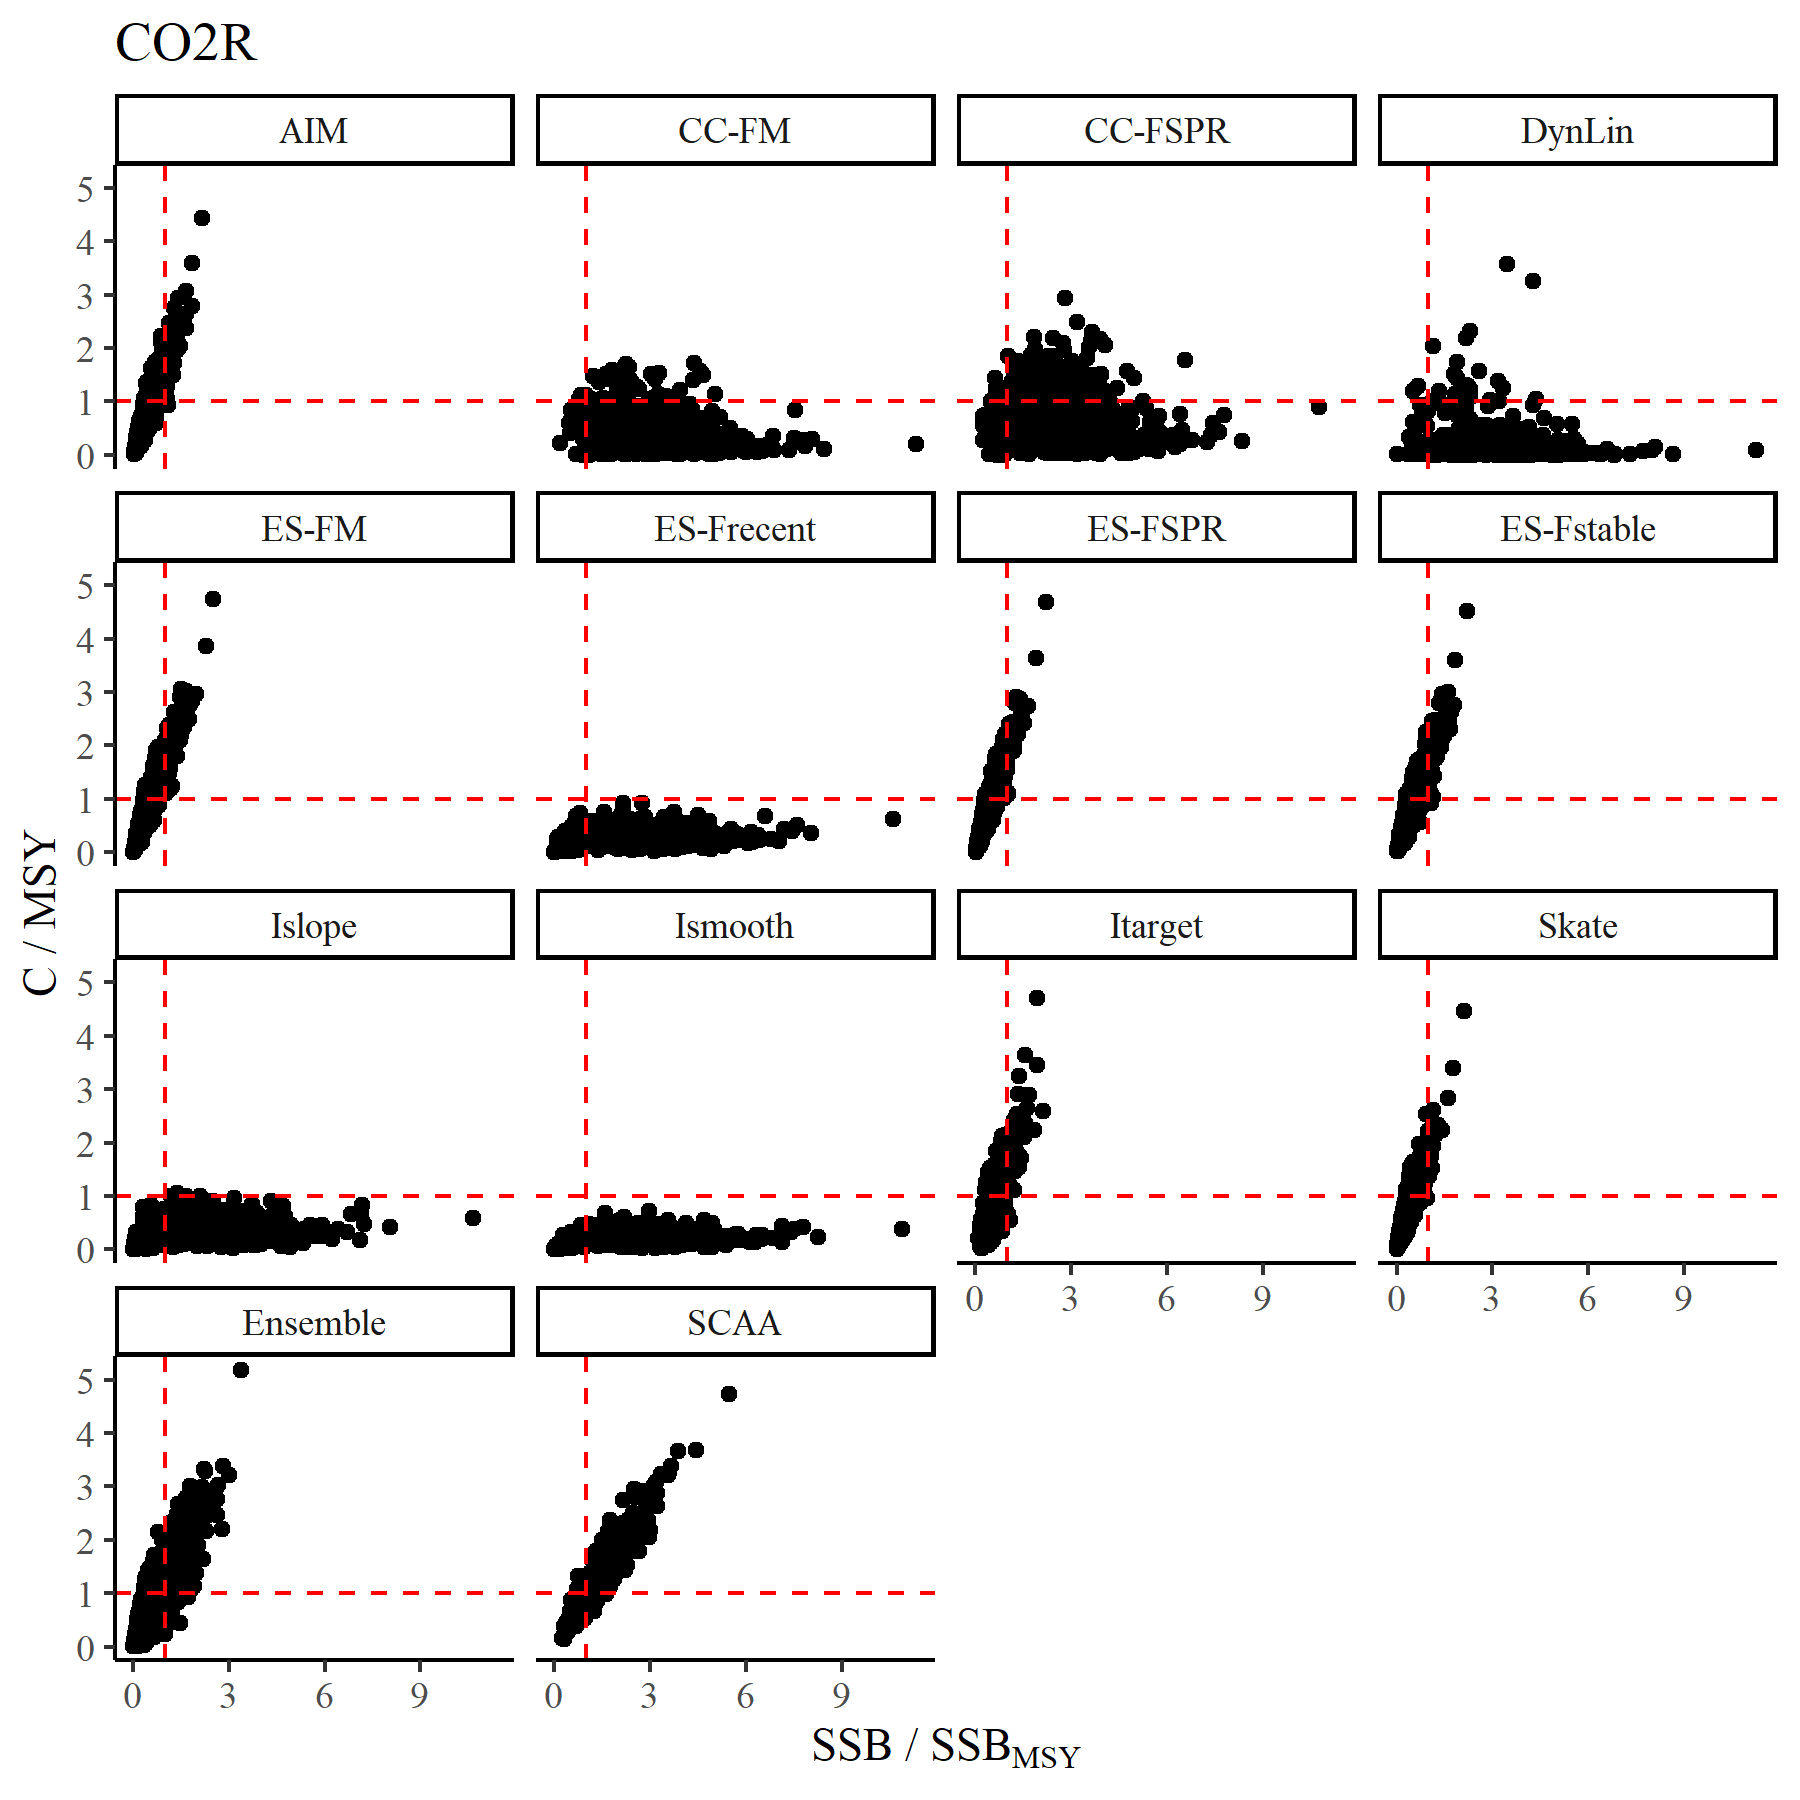 CO2R
AIM CC-FM CC-FSPR DynLin
5
4
3
2
1
0
ES-FM ES-Frecent ES-FSPR ES-Fstable
5
4
3
2
1
0
C / MSY
Islope Ismooth Itarget Skate
5
4
3
2
1
0
0 3 6 9 0 3 6 9
Ensemble SCAA
5
4
3
2
1
0
0 3 6 9 0 3 6 9
SSB / SSB_MSY